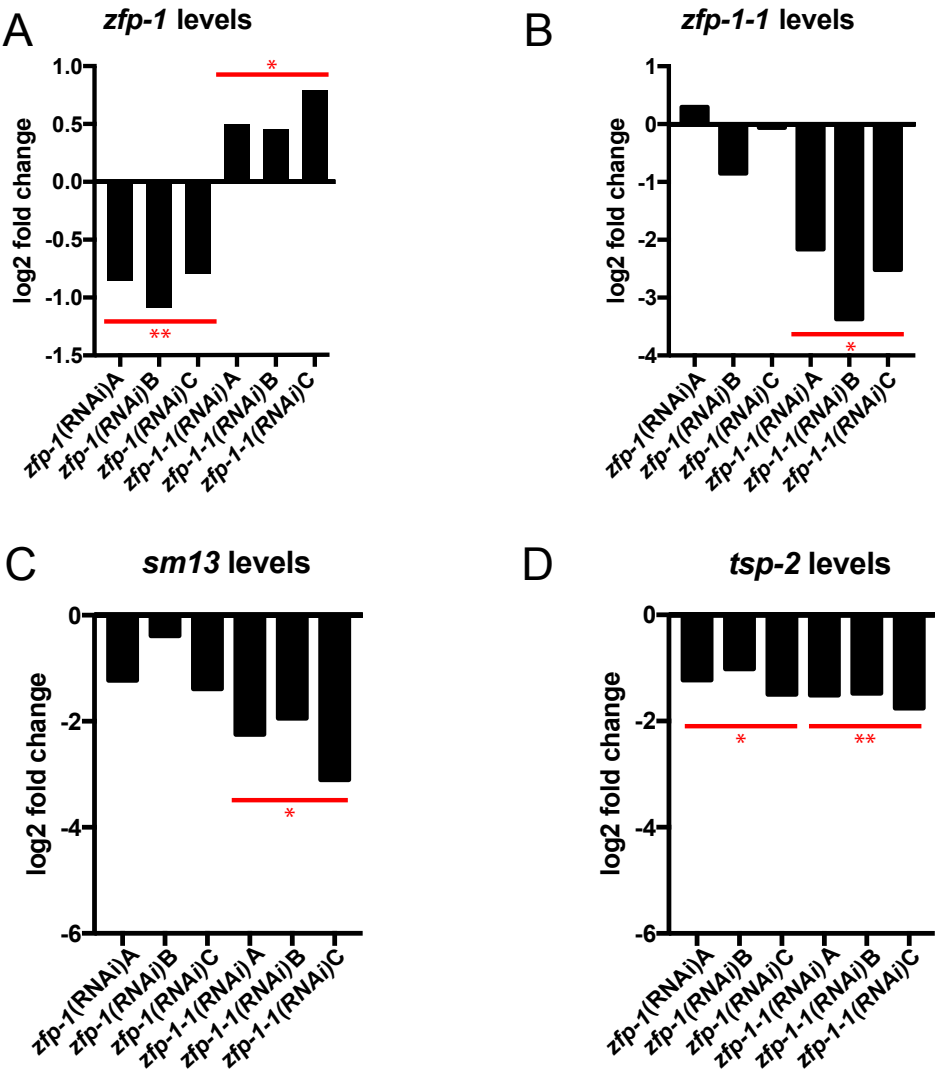 A
zfp-1 levels
log2 fold change
1.0
0.5
0.0
-0.5
-1.0
-1.5
*
**
zfp-1(RNAi)A
zfp-1(RNAi)B
zfp-1(RNAi)C
zfp-1-1(RNAi)A
zfp-1-1(RNAi)B
zfp-1-1(RNAi)C
B
zfp-1-1 levels
log2 fold change
1
0
-1
-2
-3
-4
*
zfp-1(RNAi)A
zfp-1(RNAi)B
zfp-1(RNAi)C
zfp-1-1(RNAi)A
zfp-1-1(RNAi)B
zfp-1-1(RNAi)C
C
sm13 levels
log2 fold change
0
-2
-4
-6
*
zfp-1(RNAi)A
zfp-1(RNAi)B
zfp-1(RNAi)C
zfp-1-1(RNAi)A
zfp-1-1(RNAi)B
zfp-1-1(RNAi)C
D
tsp-2 levels
log2 fold change
0
-2
-4
-6
*
**
zfp-1(RNAi)A
zfp-1(RNAi)B
zfp-1(RNAi)C
zfp-1-1(RNAi)A
zfp-1-1(RNAi)B
zfp-1-1(RNAi)C